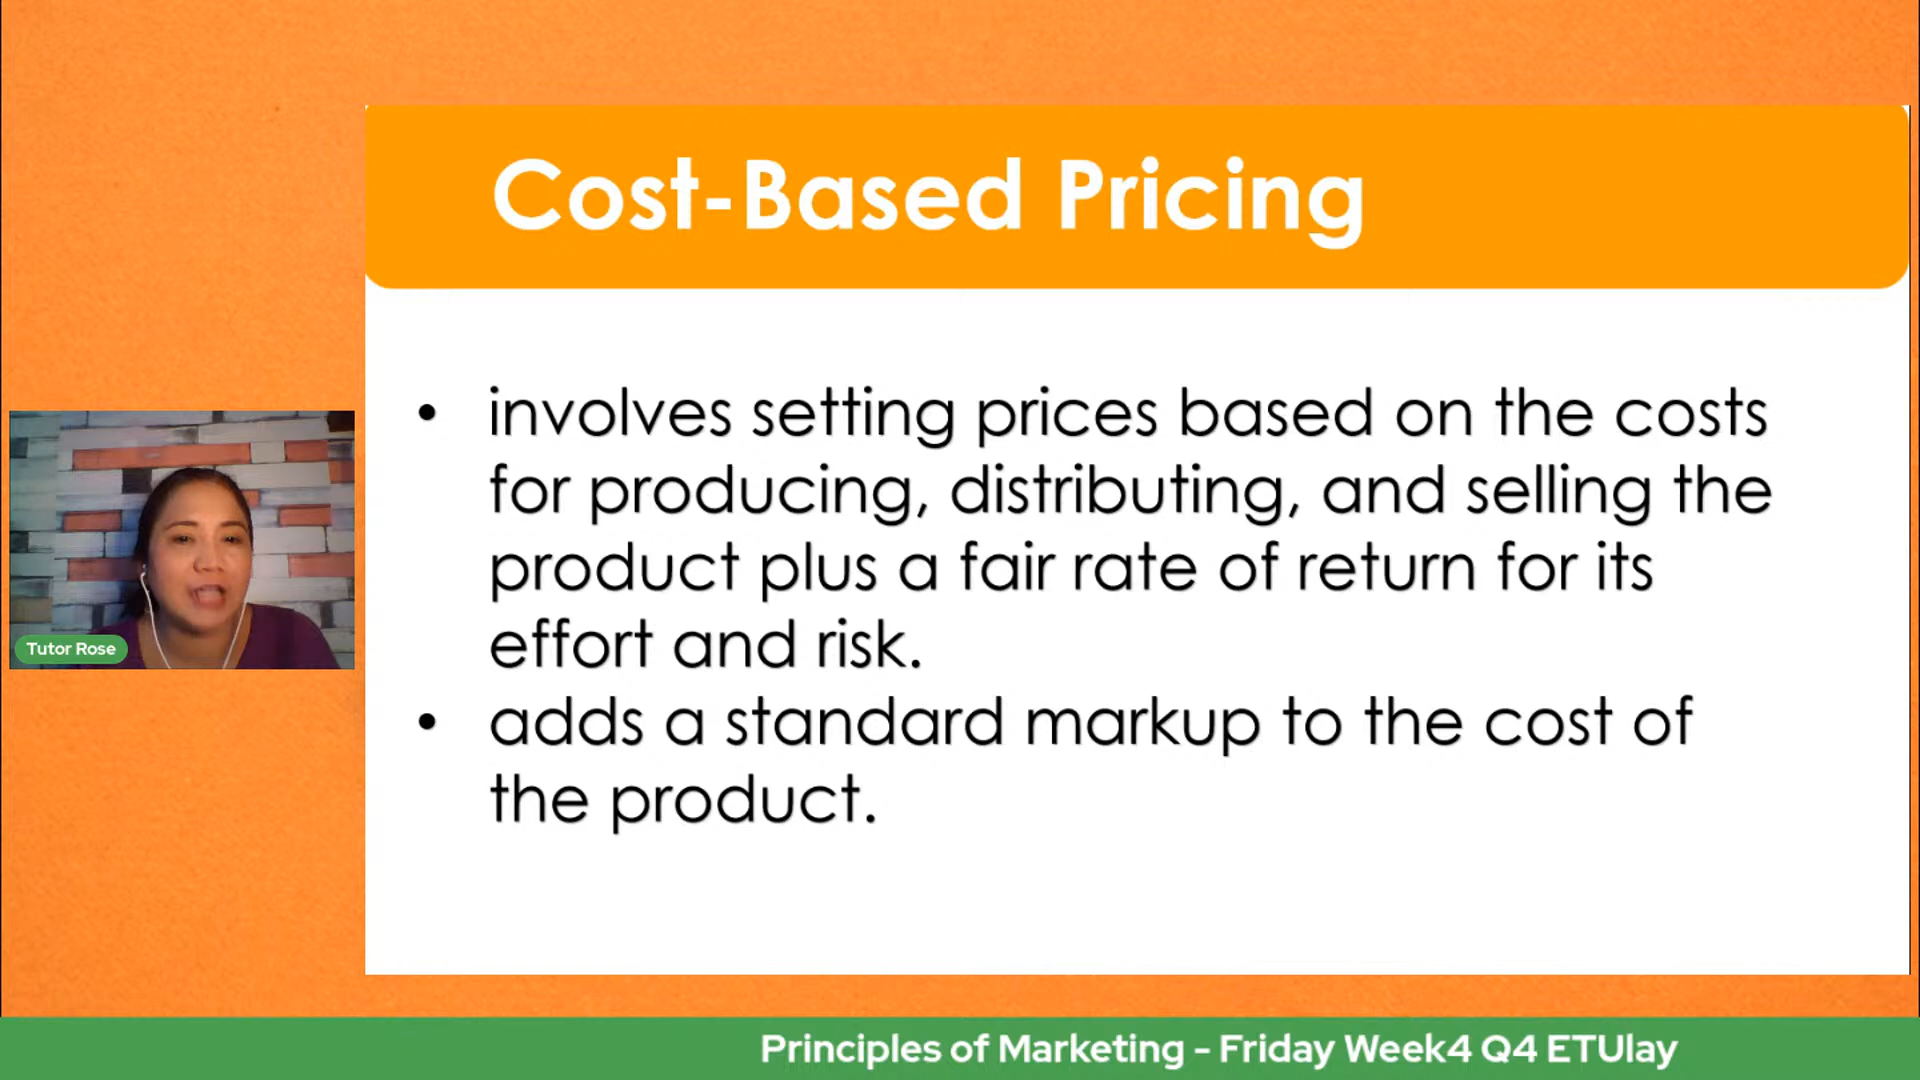 Cost-Based Pricing
• involves setting prices based on the costs
for producing, distributing, and selling the
product plus a fair rate of return for its
effort and risk.
• adds a standard markup to the cost of
the product.
Tutor Rose
Principles of Marketing - Friday Week4 Q4 ETUlay